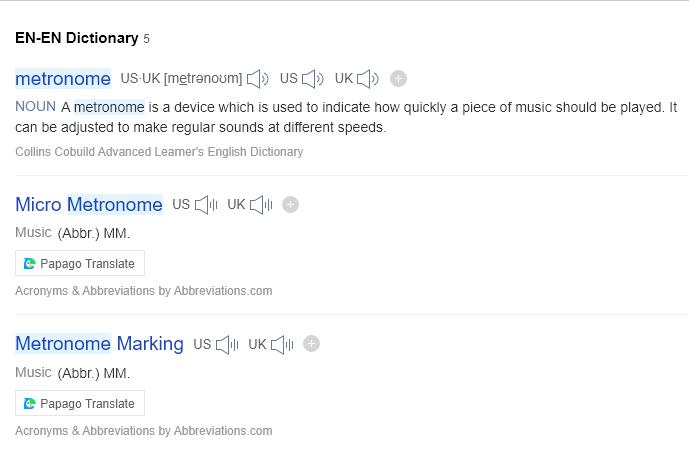 EN-EN Dictionary 5
metronome US·UK [metrənoʊm] US UK
NOUN A metronome is a device which is used to indicate how quickly a piece of music should be played. It
can be adjusted to make regular sounds at different speeds.
Collins Cobuild Advanced Learner's English Dictionary
Micro Metronome US UK
Music (Abbr.) MM.
Papago Translate
Acronyms & Abbreviations by Abbreviations.com
Metronome Marking US UK
Music (Abbr.) MM.
Papago Translate
Acronyms & Abbreviations by Abbreviations.com